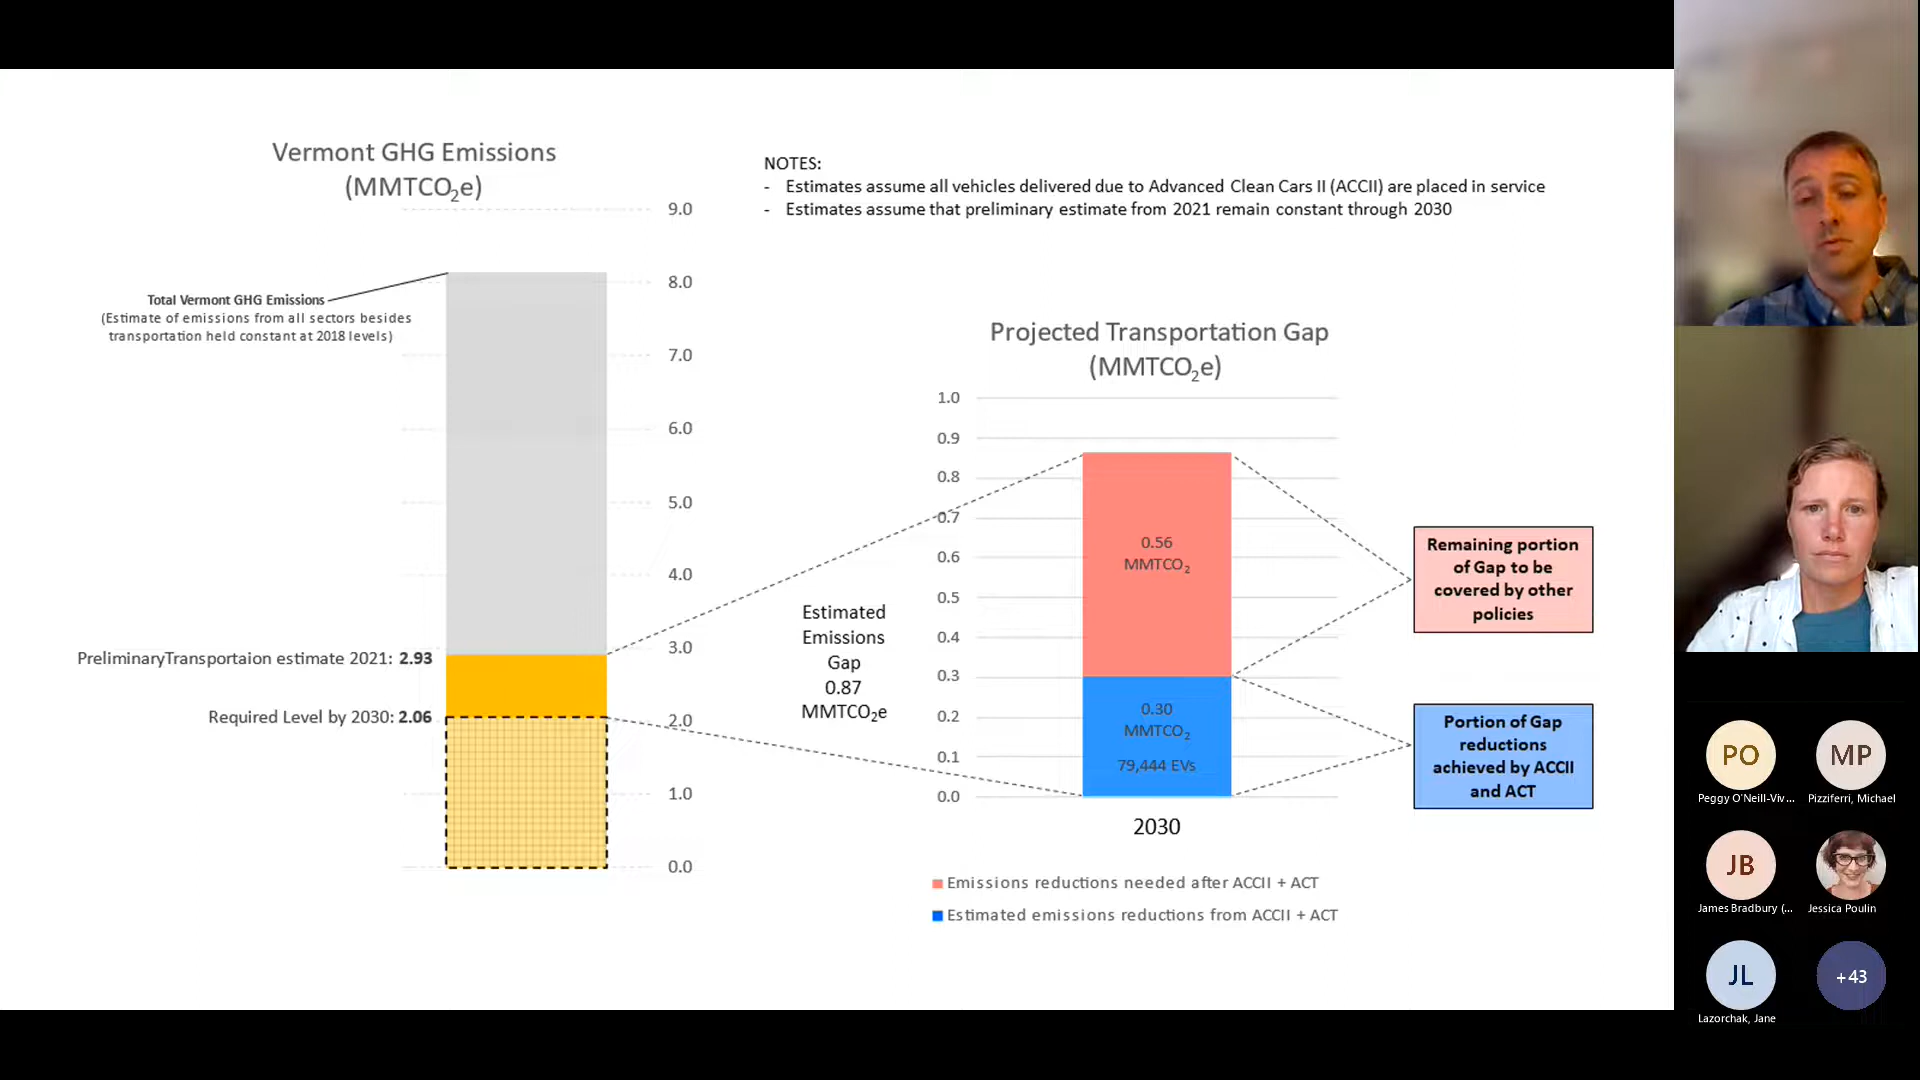 Vermont GHG Emissions
(MMTCO₂e)
NOTES:
- Estimates assume all vehicles delivered due to Advanced Clean Cars II (ACCII) are placed in service
- Estimates assume that preliminary estimate from 2021 remain constant through 2030
9.0
8.0
7.0
6.0
5.0
4.0
3.0
2.0
1.0
0.0
Total Vermont GHG Emissions
(Estimate of emissions from all sectors besides
transportation held constant at 2018 levels)
PreliminaryTransportaion estimate 2021: 2.93
Required Level by 2030: 2.06
Estimated
Emissions
Gap
0.87
MMTCO₂e
Projected Transportation Gap
(MMTCO₂e)
1.0
0.9
0.8
0.7
0.6
0.5
0.4
0.3
0.2
0.1
0.0
0.56
MMTCO₂
0.30
MMTCO₂
79,444 EVs
2030
Emissions reductions needed after ACCII + ACT
Estimated emissions reductions from ACCII + ACT
Remaining portion
of Gap to be
covered by other
policies
Portion of Gap
reductions
achieved by ACCII
and ACT
PO
Peggy O'Neill-Viv...
MP
Pizziferri, Michael
JB
James Bradbury (...
Jessica Poulin
JL
Lazorchak, Jane
+43